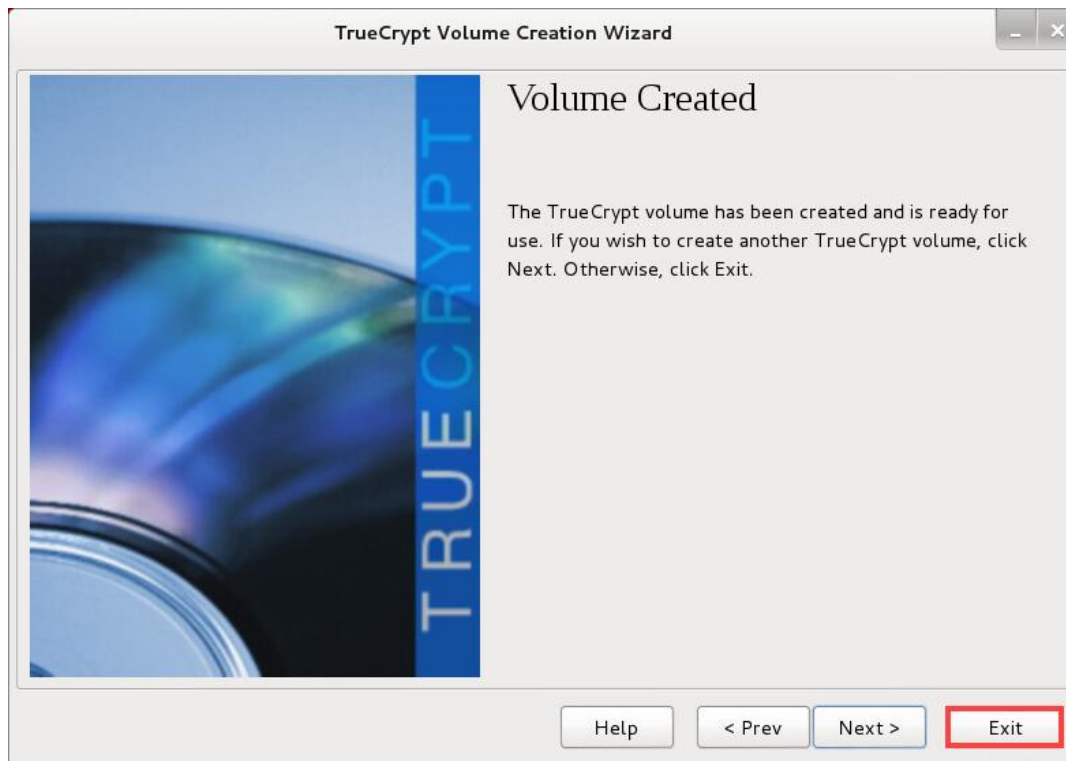 TrueCrypt Volume Creation Wizard
Volume Created
TRUECRYPT
The TrueCrypt volume has been created and is ready for
use. If you wish to create another TrueCrypt volume, click
Next. Otherwise, click Exit.
Help
< Prev
Next >
Exit